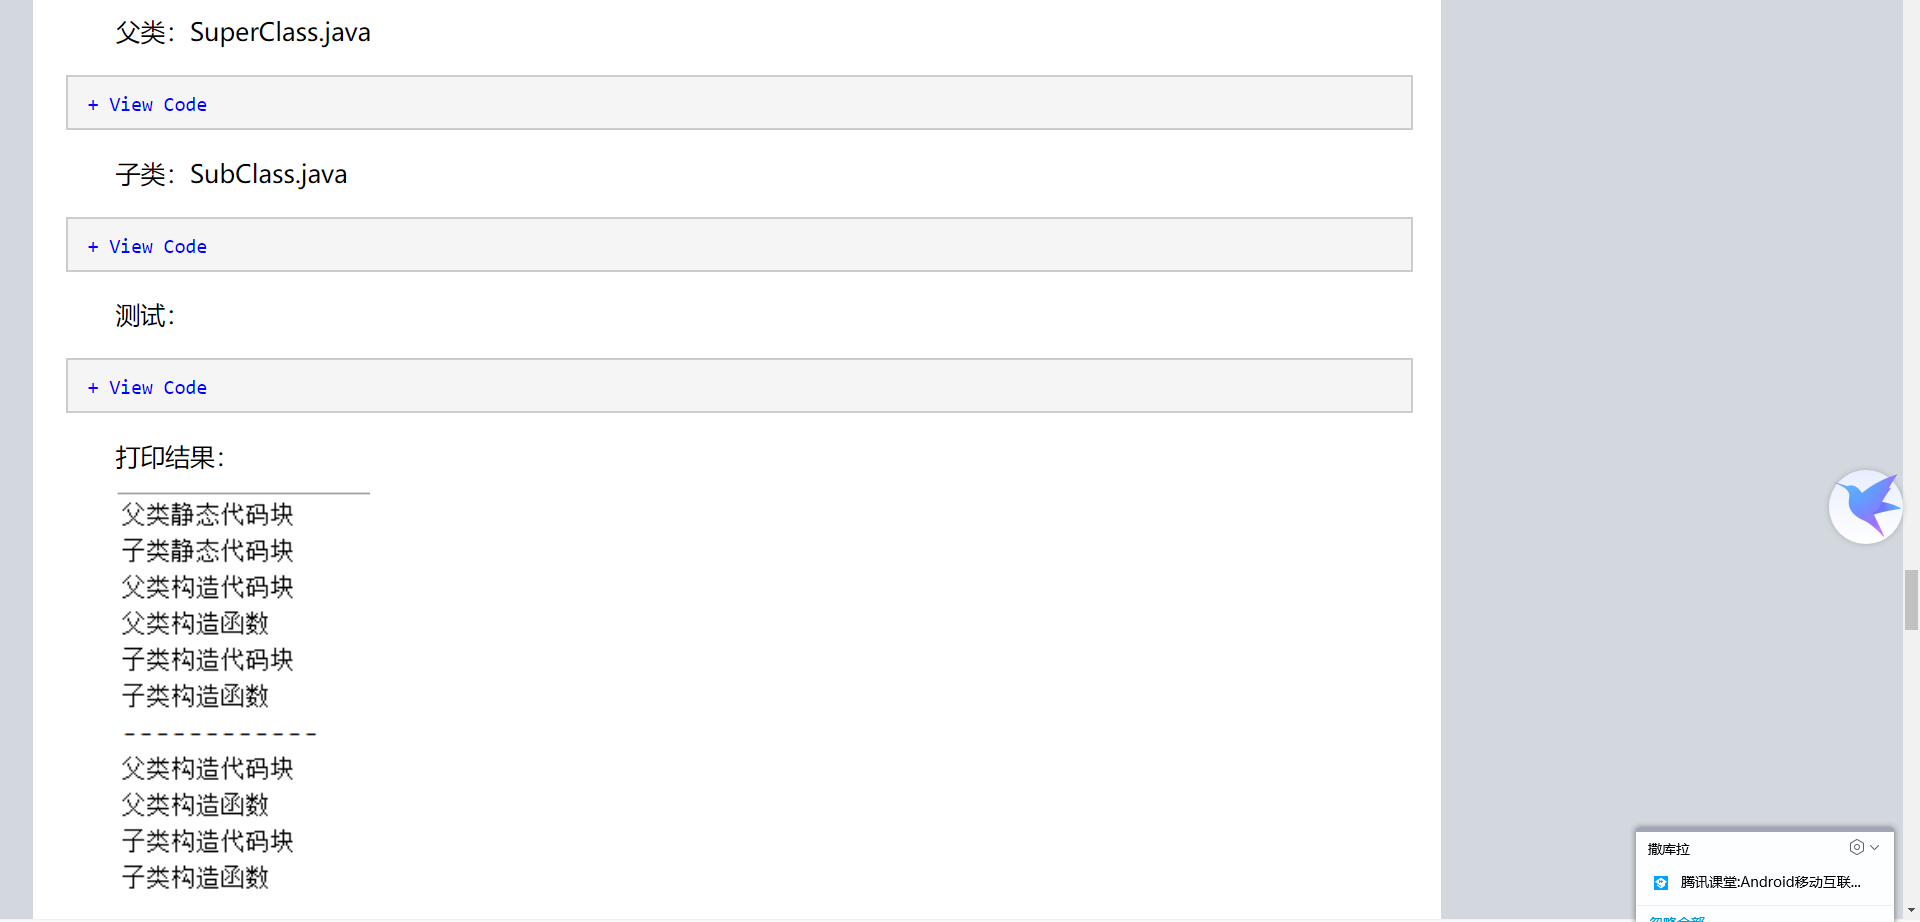 父类：SuperClass.java
+ View Code
子类：SubClass.java
+ View Code
测试：
+ View Code
打印结果：
父类静态代码块
子类静态代码块
父类构造代码块
父类构造函数
子类构造代码块
子类构造函数
------------
父类构造代码块
父类构造函数
子类构造代码块
子类构造函数
撒库拉
腾讯课堂:Android移动互联...
忽略全部